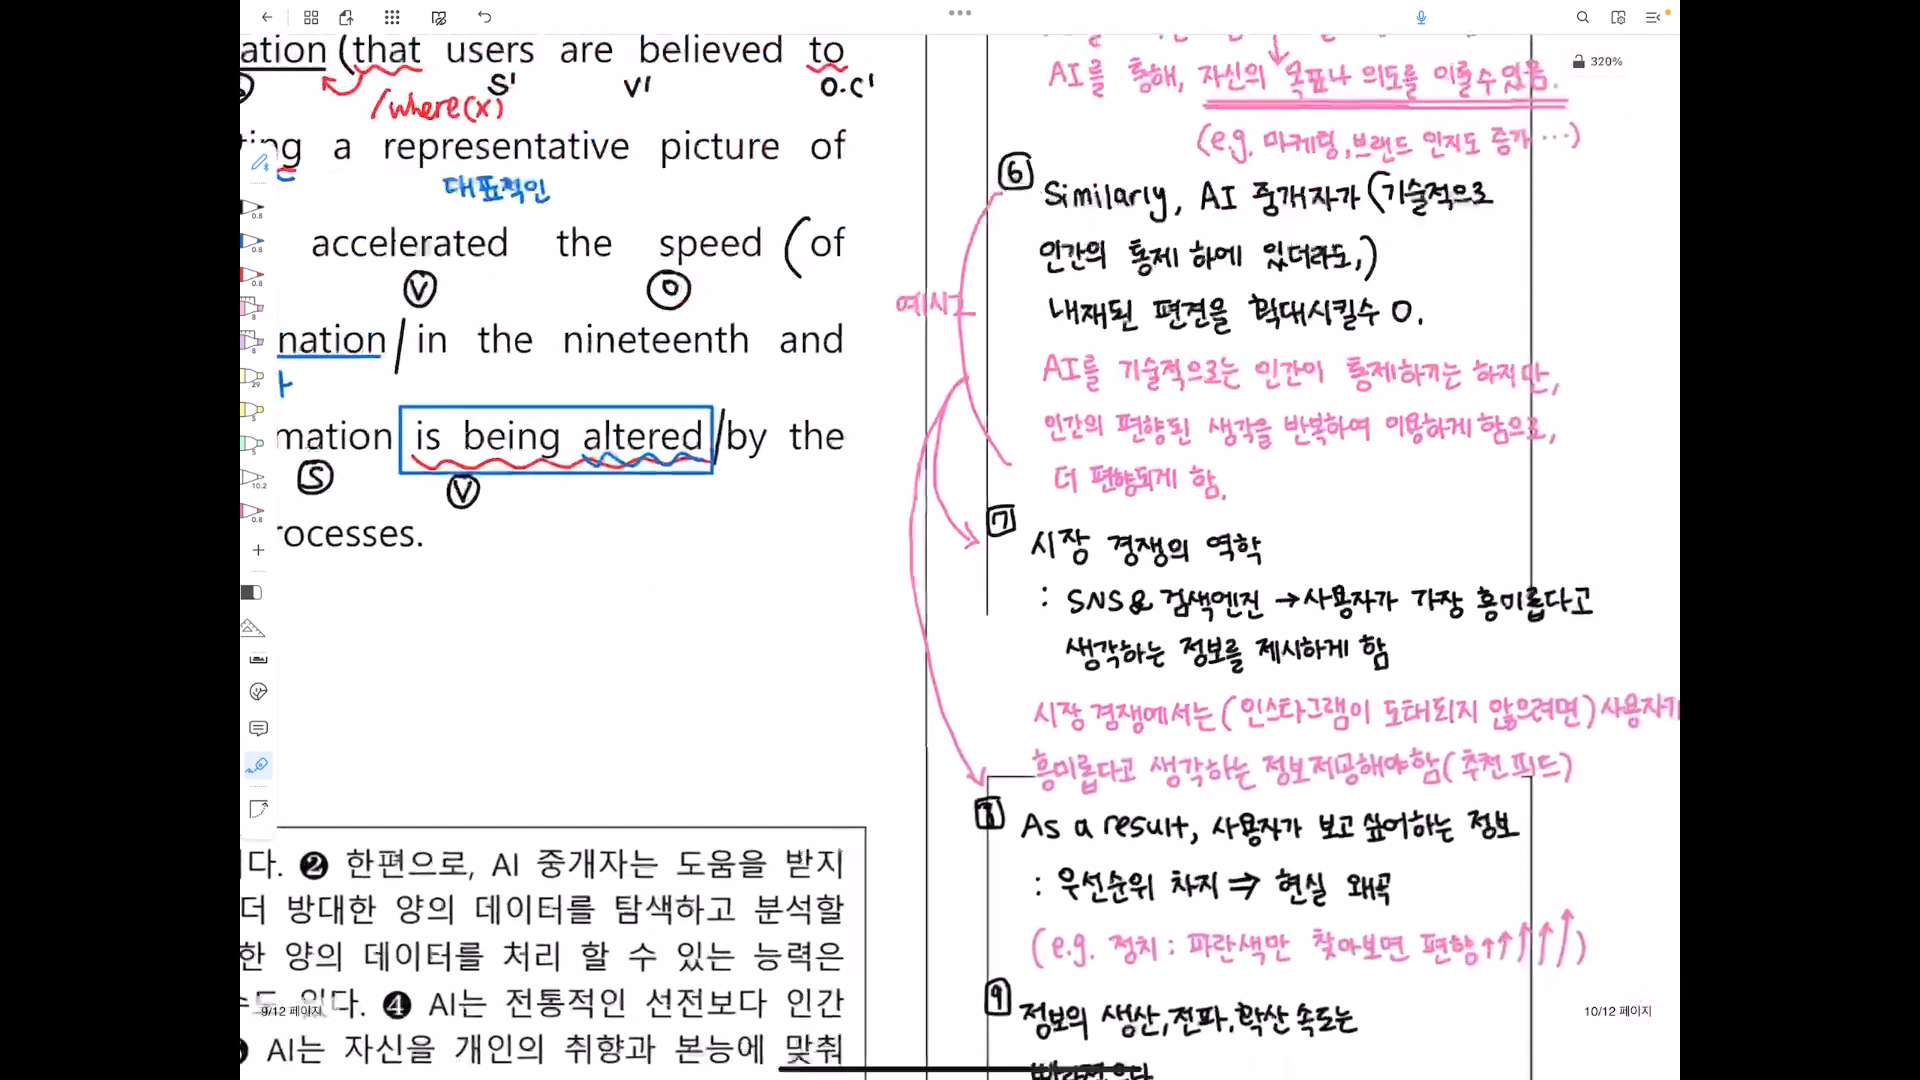 320%
ation (that users are believed to
S' V' O.C'
/where(x)
ting a representative picture of
대표적인
accelerated the speed (of
V O
nation / in the nineteenth and
mation is being altered / by the
S V
rocesses.
다. ❷ 한편으로, AI 중개자는 도움을 받지
더 방대한 양의 데이터를 탐색하고 분석할
한 양의 데이터를 처리 할 수 있는 능력은
수도 있다. ❹ AI는 전통적인 선전보다 인간
9/12 페이지
AI는 자신을 개인의 취향과 본능에 맞춰
AI를 통해, 자신의 목표나 의도를 이룰수 있음.
(e.g. 마케팅, 브랜드 인지도 증가 ...)
6 Similarly, AI 중개자가 (기술적으로
인간의 통제 하에 있더라도,)
내재된 편견을 확대시킬수 O.
예시
AI를 기술적으로는 인간이 통제하기는 하지만,
인간의 편향된 생각을 반복하여 이용하게 함으로,
더 편향되게 함.
7 시장 경쟁의 역학
: SNS & 검색엔진 → 사용자가 가장 흥미롭다고
생각하는 정보를 제시하게 함
시장 경쟁에서는 (인스타그램이 도태되지 않으려면) 사용자가
흥미롭다고 생각하는 정보제공해야함 (추천 피드)
8 As a result, 사용자가 보고 싶어하는 정보
: 우선순위 차지 ⇒ 현실 왜곡
(e.g. 정치 : 파란색만 찾아보면 편향↑↑↑↑↑)
9 정보의 생산, 전파, 확산 속도는
10/12 페이지
빨라졌은다